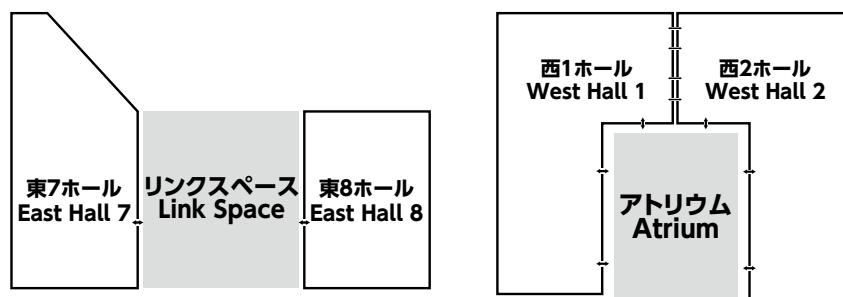 東7ホール
East Hall 7
リンクスペース
Link Space
東8ホール
East Hall 8
西1ホール
West Hall 1
西2ホール
West Hall 2
アトリウム
Atrium